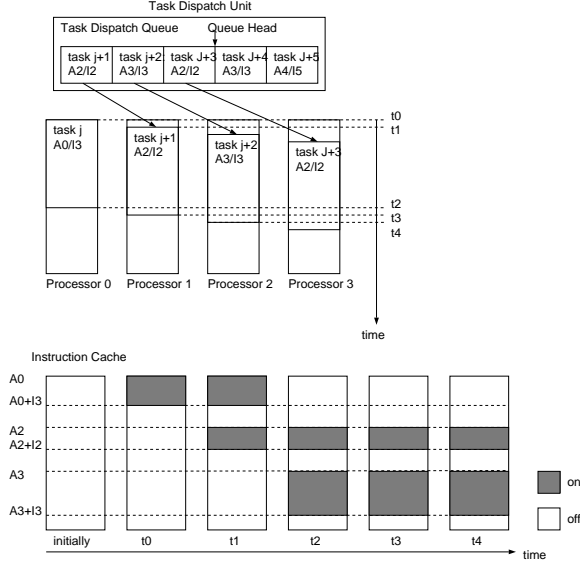 Task Dispatch Unit
Task Dispatch Queue Queue Head
task j+1 task j+2 task J+3 task J+4 task J+5
A2/I2 A3/I3 A2/I2 A3/I3 A4/I5
t0
t1
task j
A0/I3
task j+1
A2/I2
task j+2
A3/I3
task J+3
A2/I2
t2
t3
t4
Processor 0 Processor 1 Processor 2 Processor 3
time
Instruction Cache
A0
A0+I3
A2
A2+I2
A3
A3+I3
on
off
initially t0 t1 t2 t3 t4
time